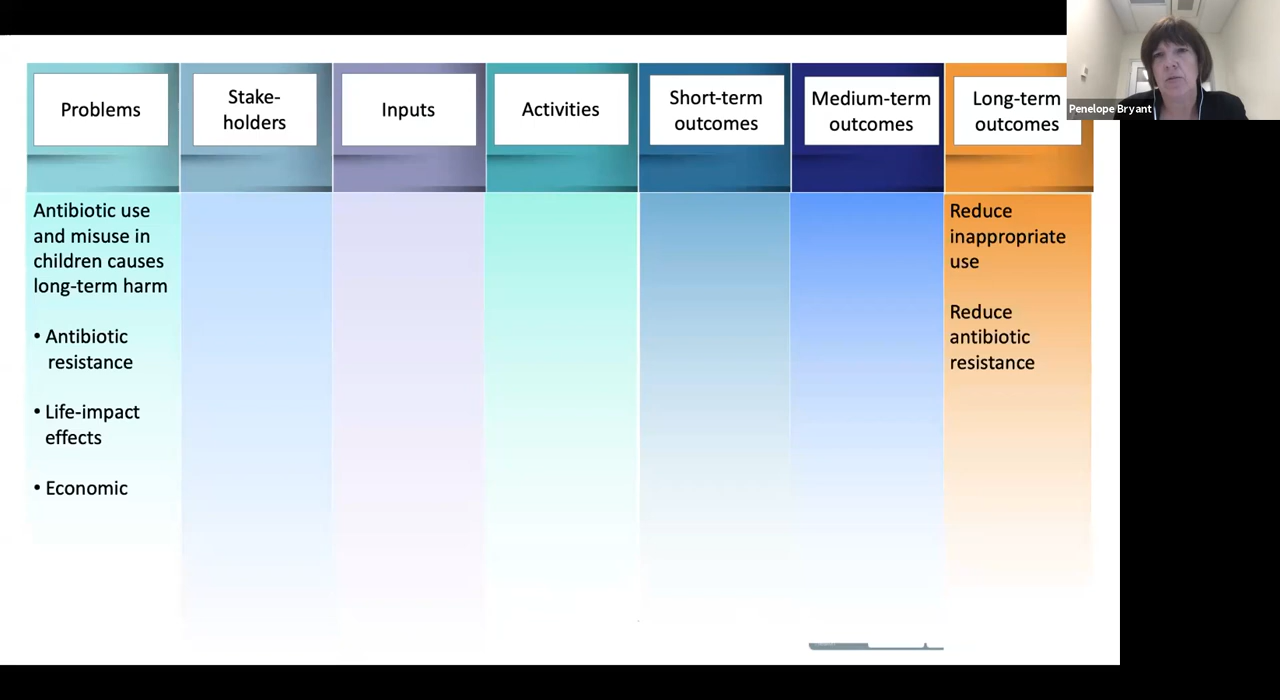 Problems
Stake-
holders
Inputs
Activities
Short-term
outcomes
Medium-term
outcomes
Long-term
outcomes
Penelope Bryant
Antibiotic use
and misuse in
children causes
long-term harm
• Antibiotic
resistance
• Life-impact
effects
• Economic
Reduce
inappropriate
use
Reduce
antibiotic
resistance